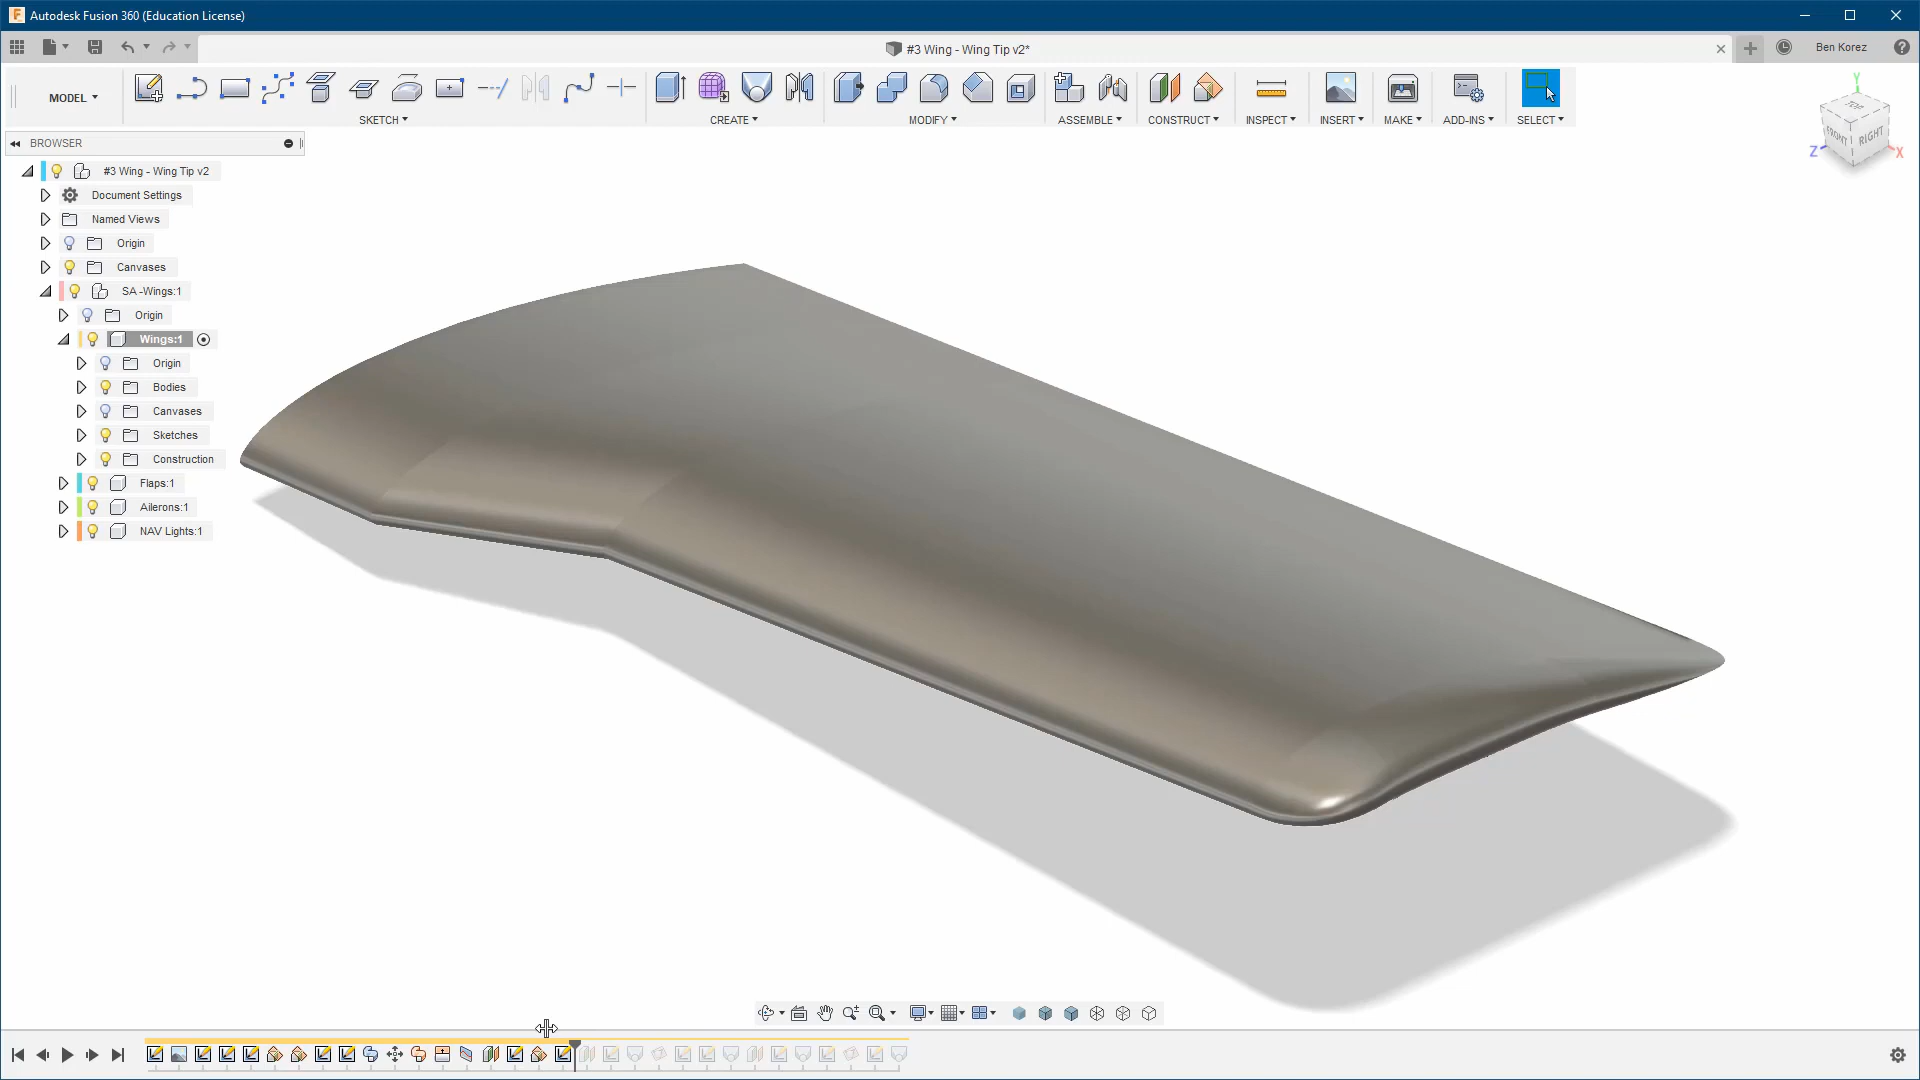 Autodesk Fusion 360 (Education License)
#3 Wing - Wing Tip v2*
Ben Korez
MODEL
SKETCH
CREATE
MODIFY
ASSEMBLE
CONSTRUCT
INSPECT
INSERT
MAKE
ADD-INS
SELECT
TOP
FRONT
RIGHT
Y
Z
X
BROWSER
#3 Wing - Wing Tip v2
Document Settings
Named Views
Origin
Canvases
SA -Wings:1
Origin
Wings:1
Origin
Bodies
Canvases
Sketches
Construction
Flaps:1
Ailerons:1
NAV Lights:1